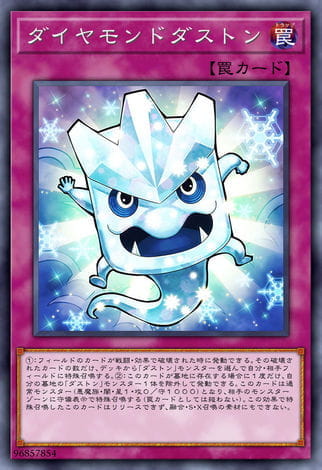 ダイヤモンドダストン
罠
トラップ
【罠カード】
①:フィールドのカードが戦闘・効果で破壊された時に発動できる。その破壊
されたカードの数だけ、デッキから「ダストン」モンスターを選んで自分・相手フ
ィールドに特殊召喚する。②:このカードが墓地に存在する場合に１度だけ、自
分の墓地の「ダストン」モンスター１体を除外して発動できる。このカードは通
常モンスター(悪魔族・闇・星１・攻０／守１０００)となり、相手のモンスター
ゾーンに守備表示で特殊召喚する(罠カードとしては扱わない)。この効果で特
殊召喚したこのカードはリリースできず、融合・S・X召喚の素材にもできない。
96857854